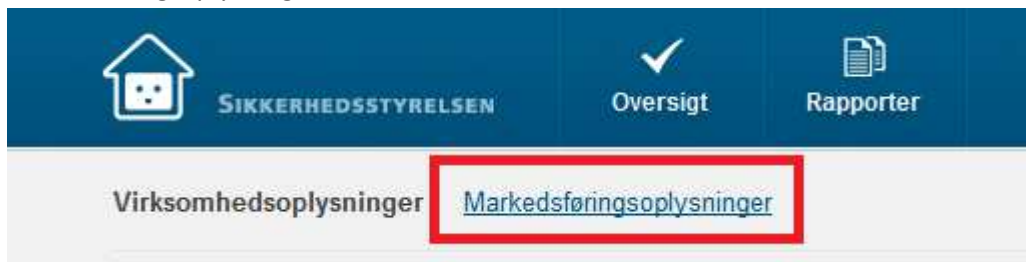 SIKKERHEDSSTYRELSEN
Oversigt
Rapporter
Virksomhedsoplysninger Markedsføringsoplysninger